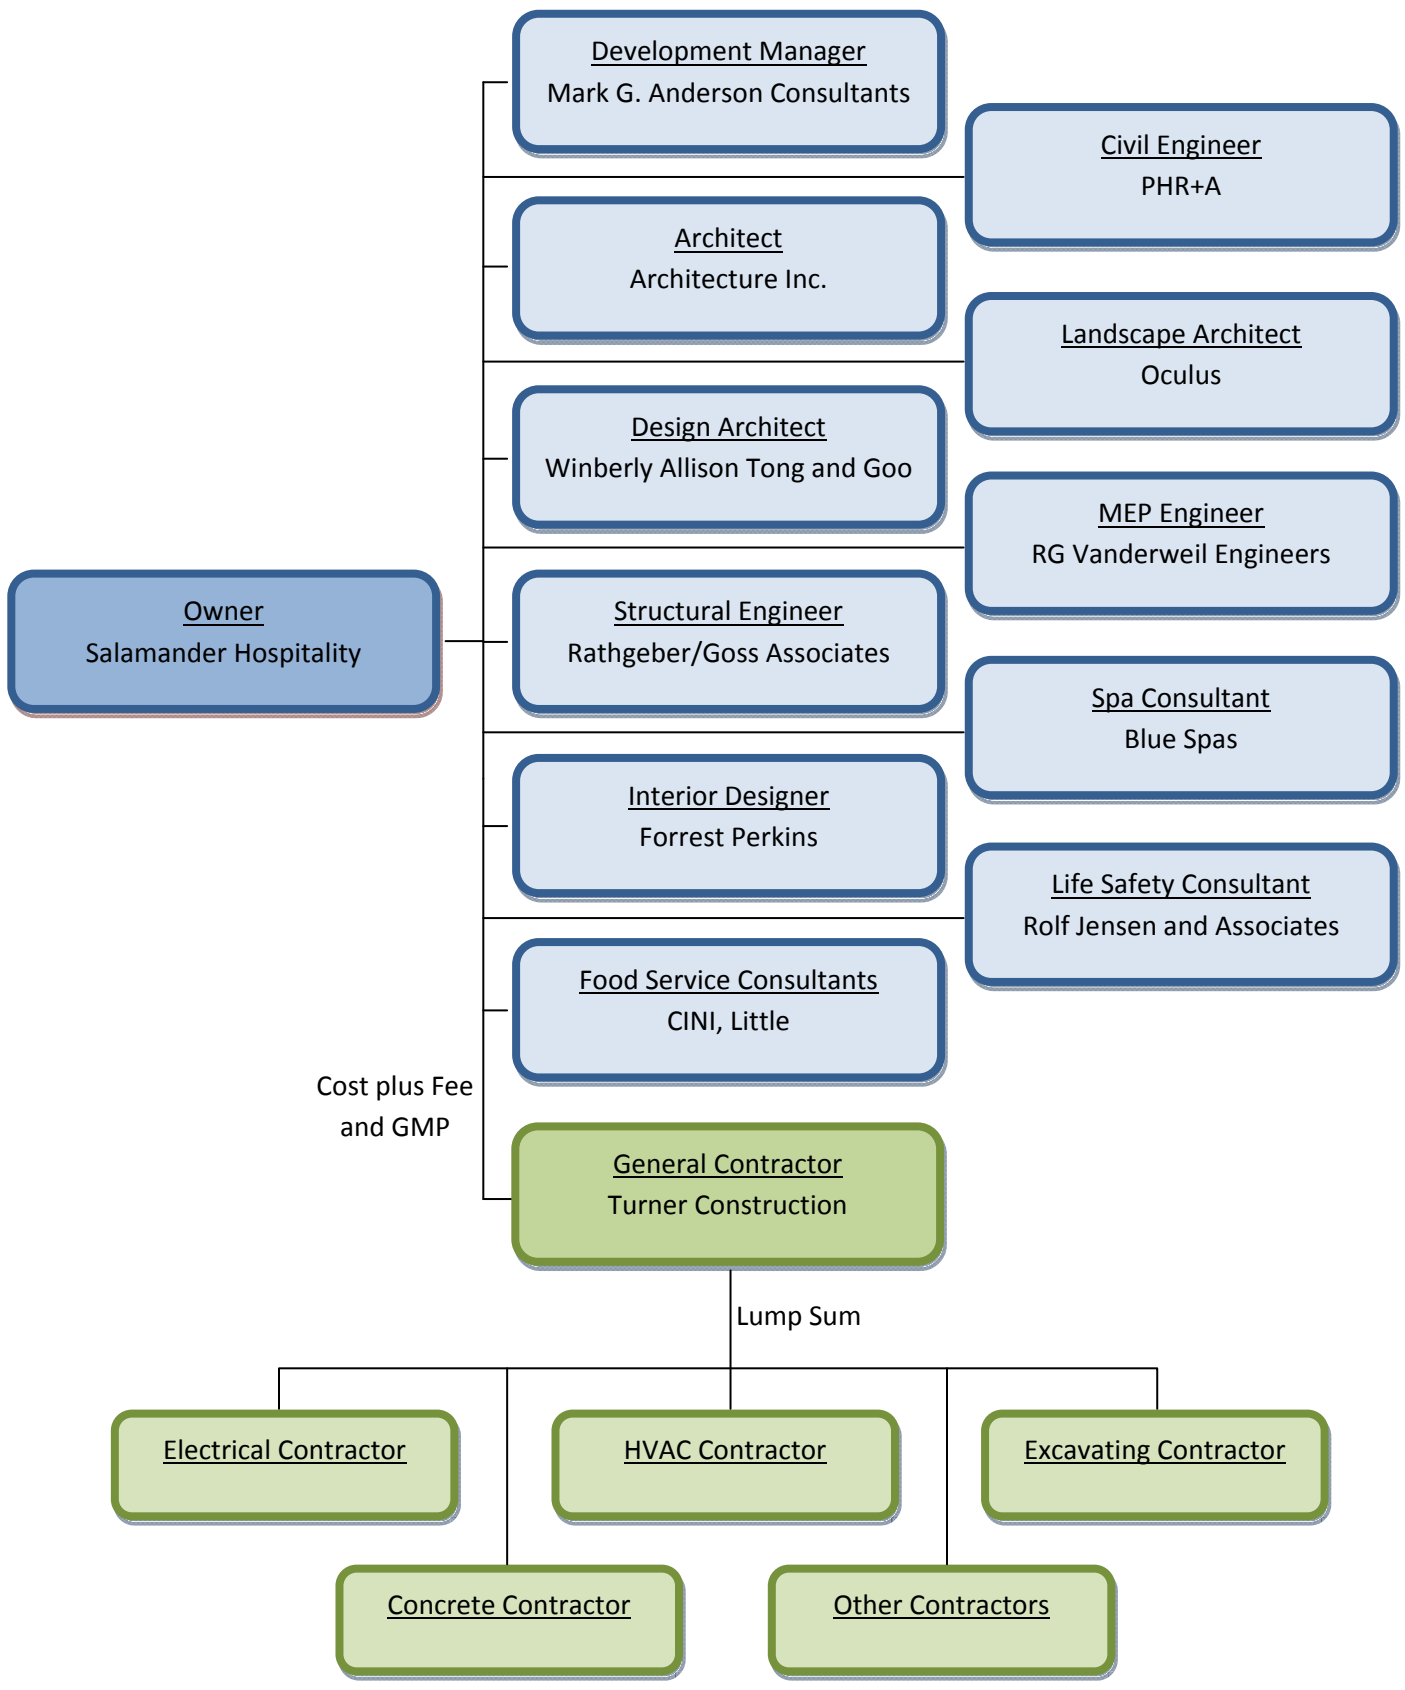 Development Manager
Mark G. Anderson Consultants
Civil Engineer
PHR+A
Architect
Architecture Inc.
Landscape Architect
Oculus
Design Architect
Winberly Allison Tong and Goo
MEP Engineer
RG Vanderweil Engineers
Owner
Salamander Hospitality
Structural Engineer
Rathgeber/Goss Associates
Spa Consultant
Blue Spas
Interior Designer
Forrest Perkins
Life Safety Consultant
Rolf Jensen and Associates
Food Service Consultants
CINI, Little
Cost plus Fee
and GMP
General Contractor
Turner Construction
Lump Sum
Electrical Contractor
HVAC Contractor
Excavating Contractor
Concrete Contractor
Other Contractors